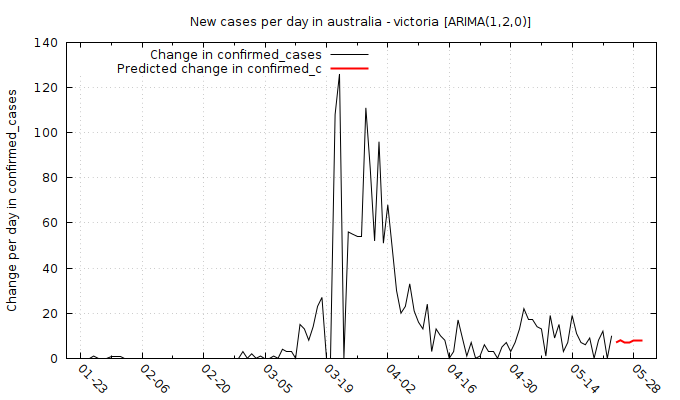 New cases per day in australia - victoria [ARIMA(1,2,0)]
Change in confirmed_cases
Predicted change in confirmed_c
Change per day in confirmed_cases
140
120
100
80
60
40
20
0
01-23 02-06 02-20 03-05 03-19 04-02 04-16 04-30 05-14 05-28